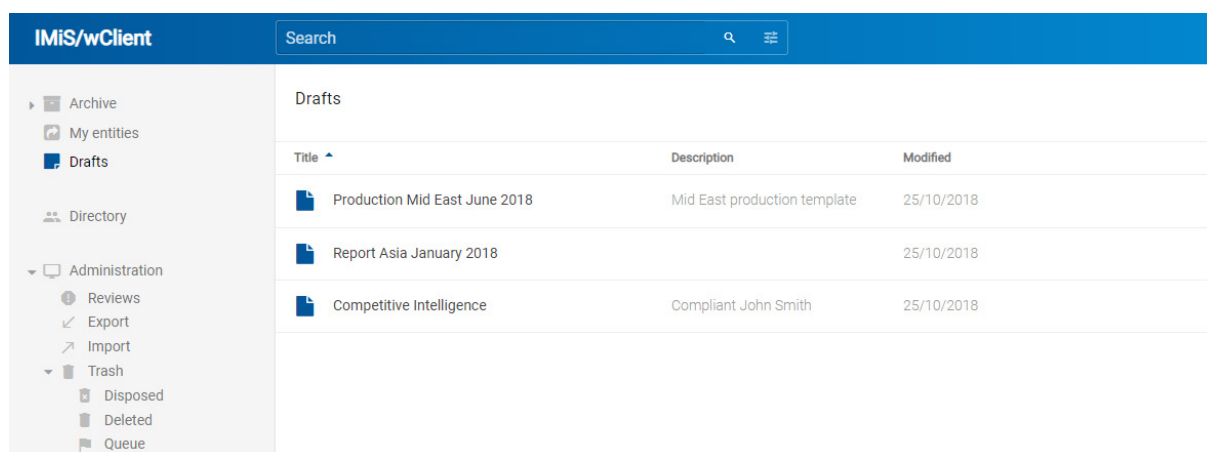 IMiS/wClient
Search
Archive
My entities
Drafts
Directory
Administration
Reviews
Export
Import
Trash
Disposed
Deleted
Queue
Drafts
Title Description Modified
Production Mid East June 2018 Mid East production template 25/10/2018
Report Asia January 2018 25/10/2018
Competitive Intelligence Compliant John Smith 25/10/2018